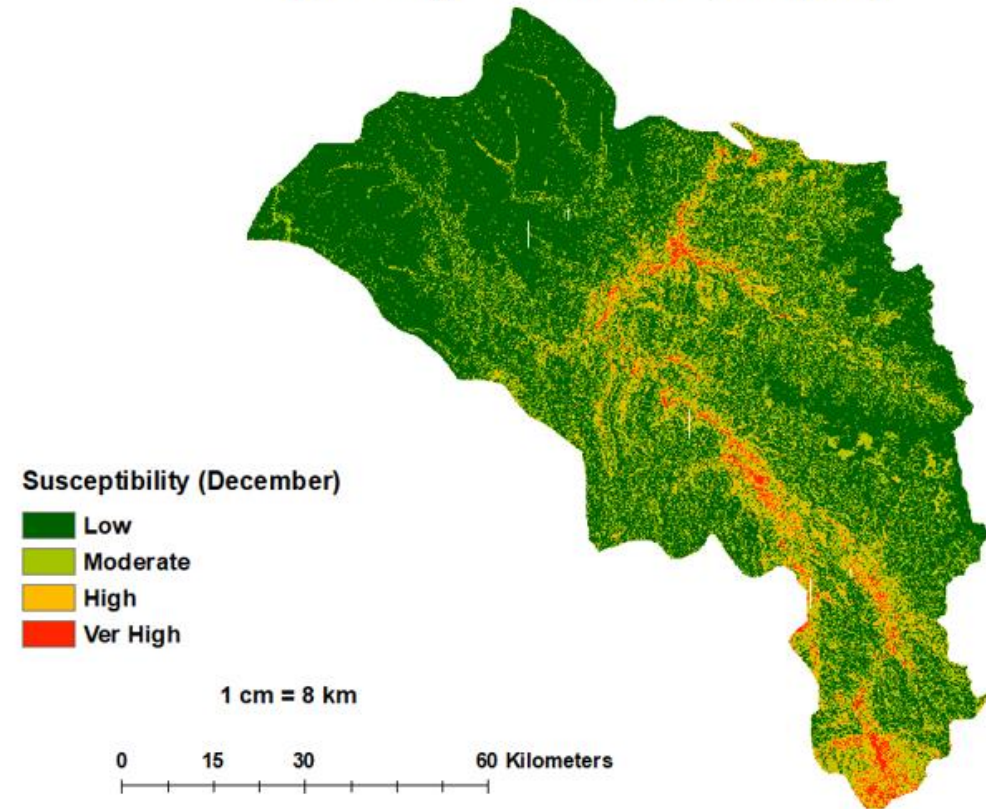 Susceptibility (December)
Low
Moderate
High
Ver High
1 cm = 8 km
0 15 30 60 Kilometers